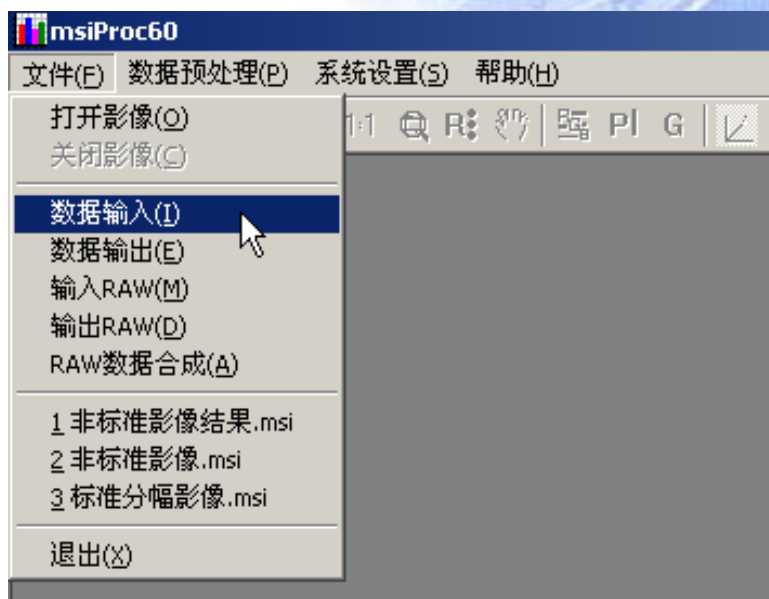 msiProc60
文件(F) 数据预处理(P) 系统设置(S) 帮助(H)
打开影像(O)
关闭影像(C)
1:1 R PI G
数据输入(I)
数据输出(E)
输入RAW(M)
输出RAW(D)
RAW数据合成(A)
1 非标准影像结果.msi
2 非标准影像.msi
3 标准分幅影像.msi
退出(X)